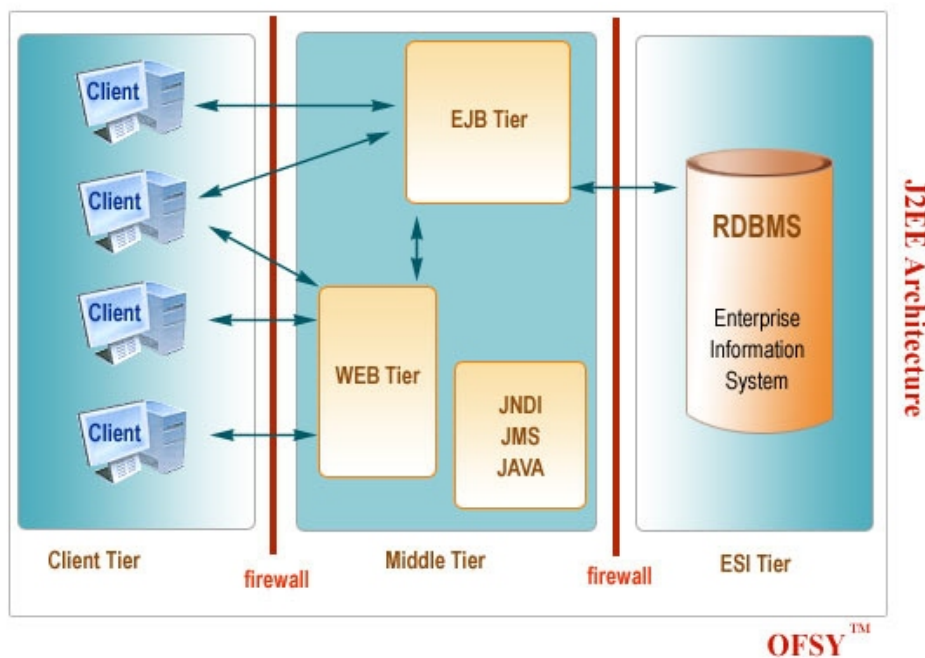 Client
Client
Client
Client
EJB Tier
WEB Tier
JNDI
JMS
JAVA
RDBMS
Enterprise
Information
System
Client Tier
firewall
Middle Tier
firewall
ESI Tier
J2EE Architecture
OFSY™